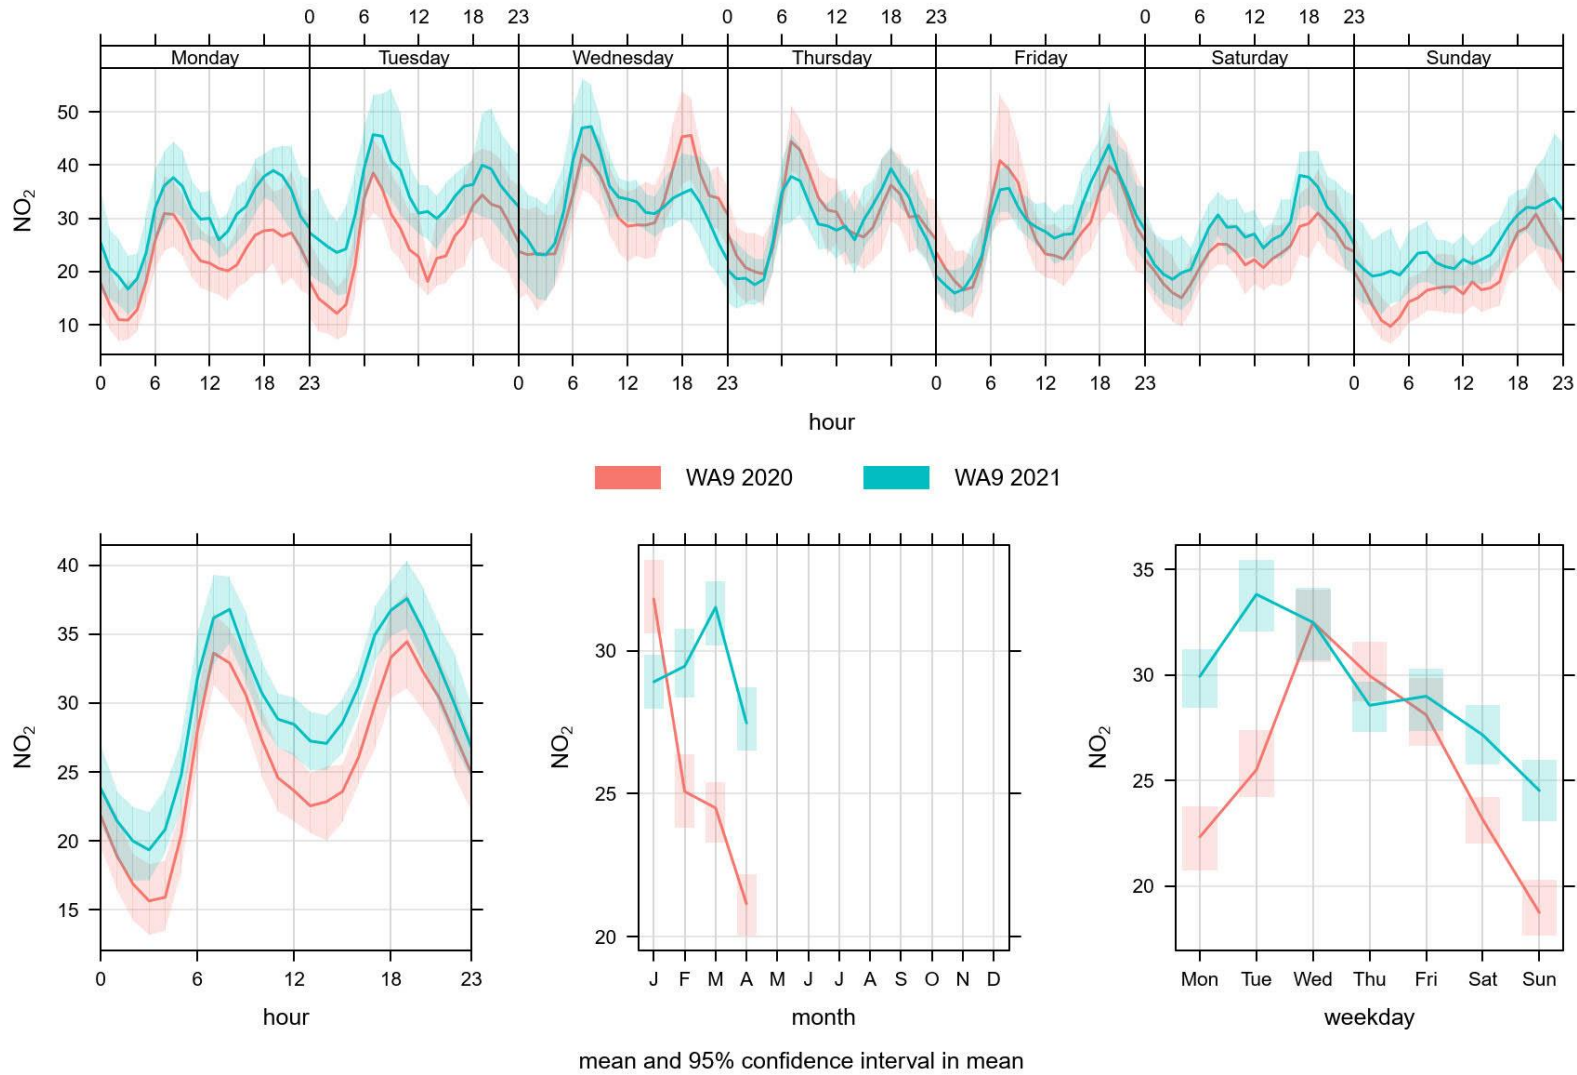 0 6 12 18 23 0 6 12 18 23 0 6 12 18 23
Monday Tuesday Wednesday Thursday Friday Saturday Sunday
50
40
30
20
10
NO₂
0 6 12 18 23 0 6 12 18 23 0 6 12 18 23 0 6 12 18 23
hour
WA9 2020 WA9 2021
40
35
30
25
20
15
NO₂
0 6 12 18 23
hour
30
25
20
NO₂
J F M A M J J A S O N D
month
35
30
25
20
NO₂
Mon Tue Wed Thu Fri Sat Sun
weekday
mean and 95% confidence interval in mean